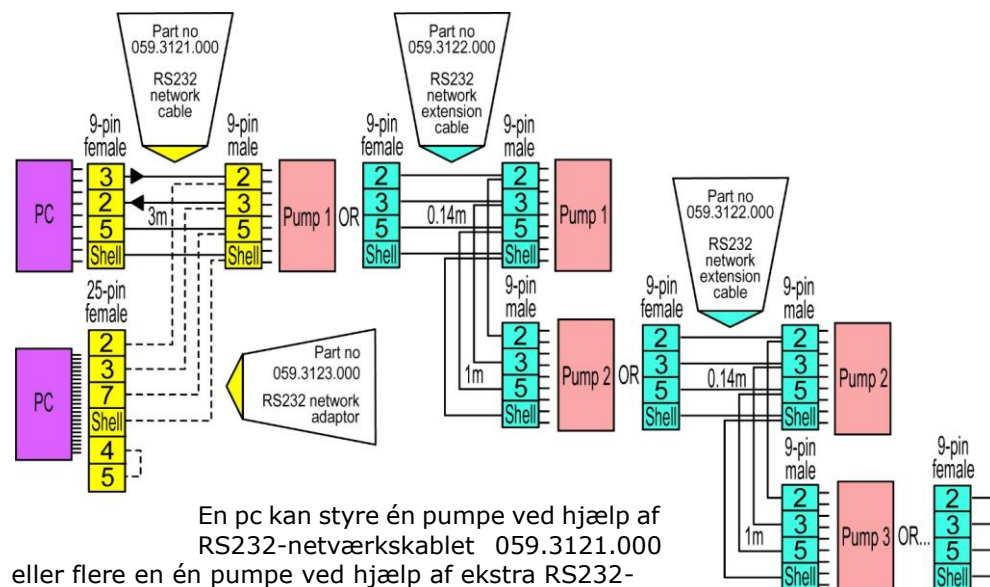 Part no
059.3121.000
RS232
network
cable
Part no
059.3122.000
RS232
network
extension
cable
9-pin
female
9-pin
male
9-pin
female
9-pin
male
PC
3
2
5
Shell
3m
2
3
5
Shell
Pump 1
OR
2
3
5
Shell
0.14m
2
3
5
Shell
Pump 1
Part no
059.3122.000
RS232
network
extension
cable
25-pin
female
PC
2
3
7
Shell
4
5
Part no
059.3123.000
RS232 network
adaptor
9-pin
male
1m
2
3
5
Shell
Pump 2
OR
9-pin
female
2
3
5
Shell
0.14m
9-pin
male
2
3
5
Shell
Pump 2
9-pin
male
1m
2
3
5
Shell
Pump 3
OR...
9-pin
female
2
3
5
Shell
En pc kan styre én pumpe ved hjælp af
RS232-netværkskablet 059.3121.000
eller flere en én pumpe ved hjælp af ekstra RS232-